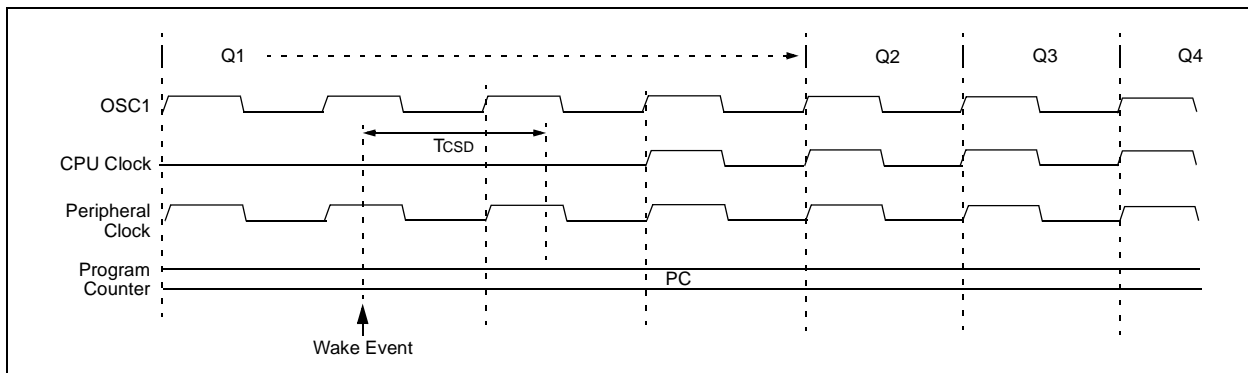 Q1 Q2 Q3 Q4
OSC1
TCSD
CPU Clock
Peripheral
Clock
Program
Counter
PC
Wake Event